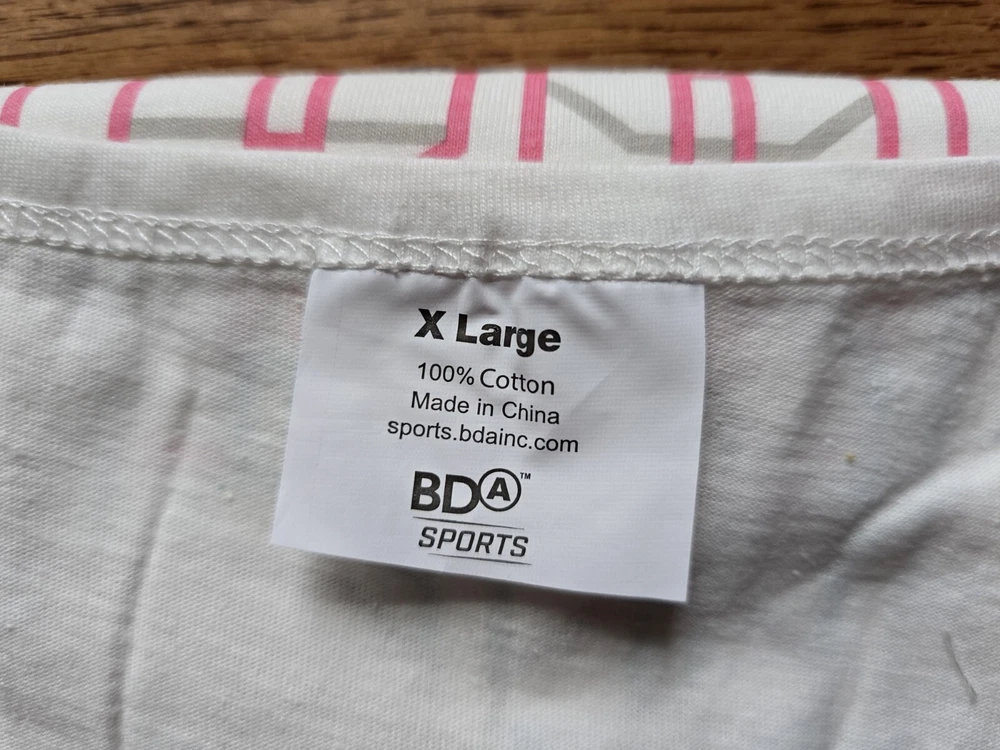 X Large
100% Cotton
Made in China
sports.bdainc.com
BDA™
SPORTS